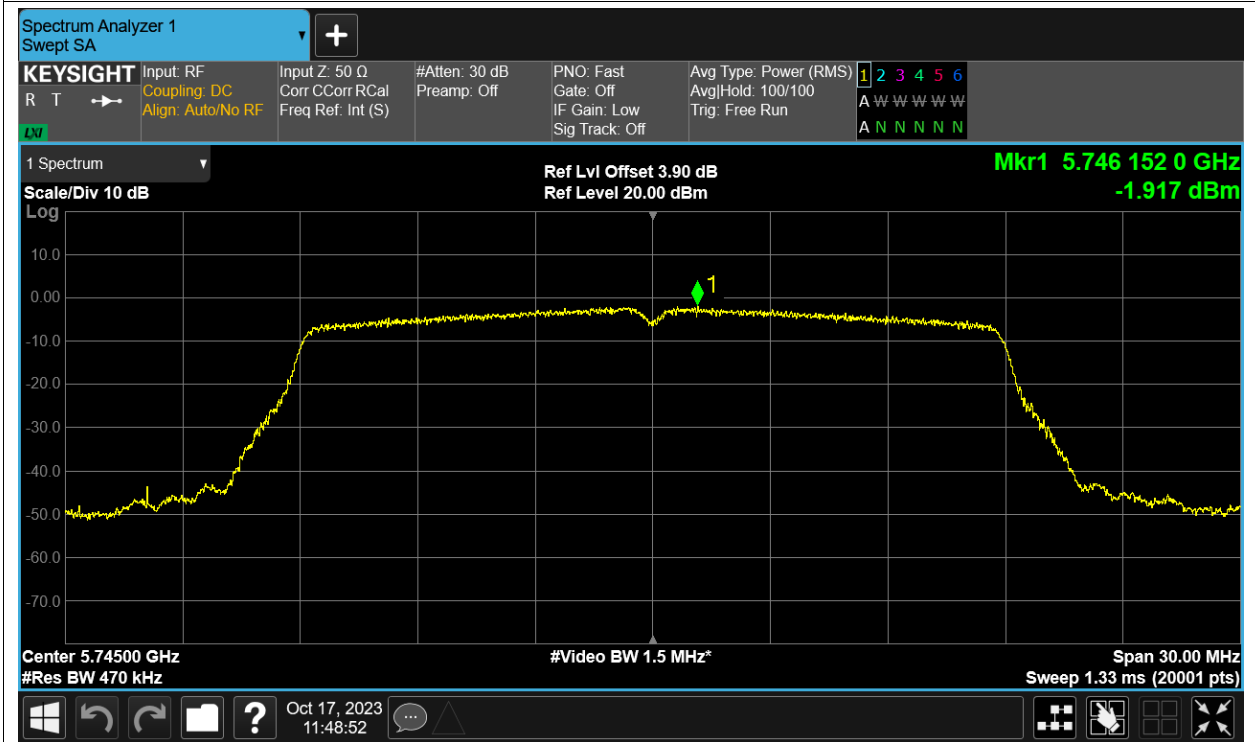 Spectrum Analyzer 1
Swept SA
+
KEYSIGHT
R T
LXI
Input: RF
Coupling: DC
Align: Auto/No RF
Input Z: 50 Ω
Corr CCorr RCal
Freq Ref: Int (S)
#Atten: 30 dB
Preamp: Off
PNO: Fast
Gate: Off
IF Gain: Low
Sig Track: Off
Avg Type: Power (RMS)
Avg|Hold: 100/100
Trig: Free Run
1 2 3 4 5 6
A W W W W W
A N N N N N
1 Spectrum
Scale/Div 10 dB
Log
Ref Lvl Offset 3.90 dB
Ref Level 20.00 dBm
Mkr1 5.746 152 0 GHz
-1.917 dBm
1
10.0
0.00
-10.0
-20.0
-30.0
-40.0
-50.0
-60.0
-70.0
Center 5.74500 GHz
#Res BW 470 kHz
#Video BW 1.5 MHz*
Span 30.00 MHz
Sweep 1.33 ms (20001 pts)
?
Oct 17, 2023
11:48:52